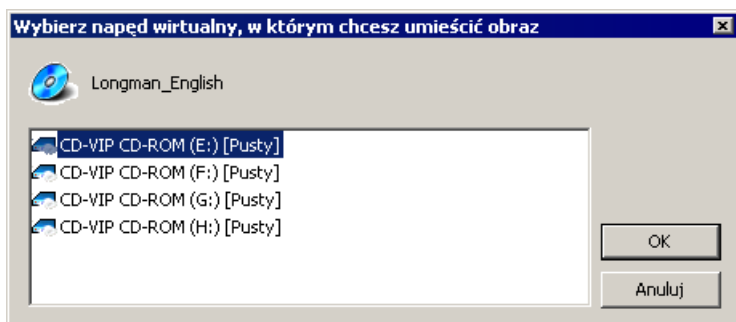 Wybierz napęd wirtualny, w którym chcesz umieścić obraz
Longman_English
CD-VIP CD-ROM (E:) [Pusty]
CD-VIP CD-ROM (F:) [Pusty]
CD-VIP CD-ROM (G:) [Pusty]
CD-VIP CD-ROM (H:) [Pusty]
OK
Anuluj